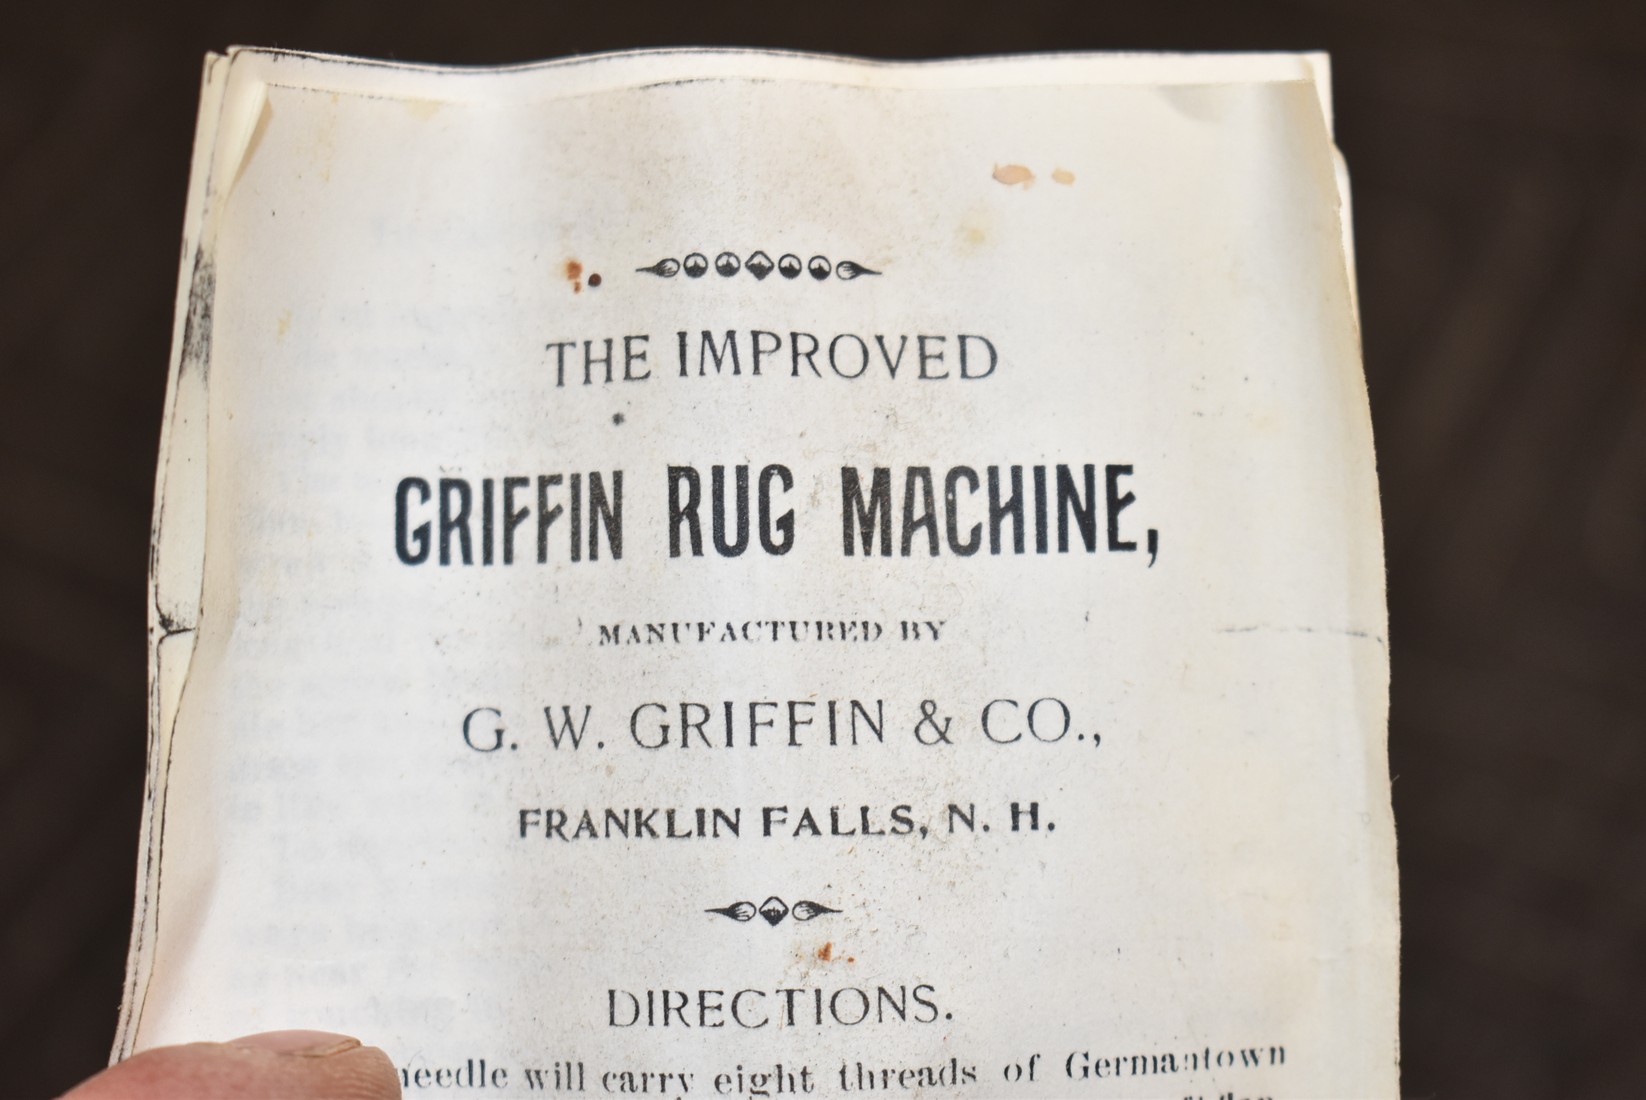 THE IMPROVED
GRIFFIN RUG MACHINE,
MANUFACTURED BY
G. W. GRIFFIN & CO.,
FRANKLIN FALLS, N. H.
DIRECTIONS.
needle will carry eight threads of Germantown